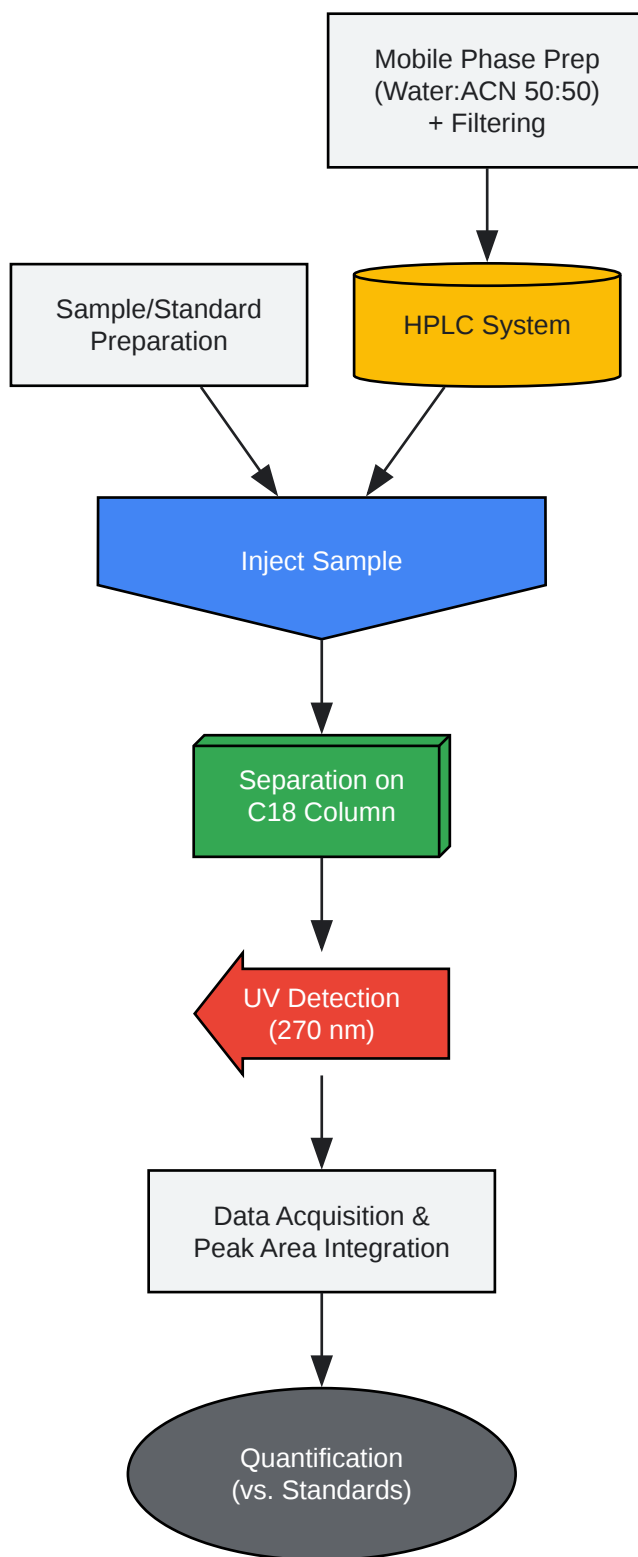 Mobile Phase Prep
(Water:ACN 50:50)
+ Filtering
Sample/Standard
Preparation
HPLC System
Inject Sample
Separation on
C18 Column
UV Detection
(270 nm)
Data Acquisition &
Peak Area Integration
Quantification
(vs. Standards)